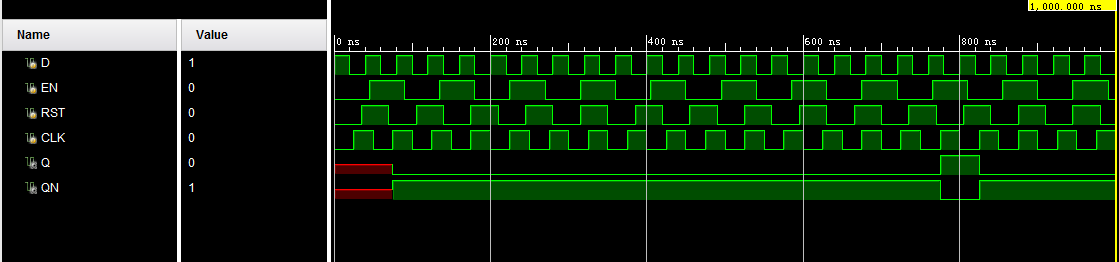 1,000.000 ns
Name Value
0 ns 200 ns 400 ns 600 ns 800 ns
D 1
EN 0
RST 0
CLK 0
Q 0
QN 1